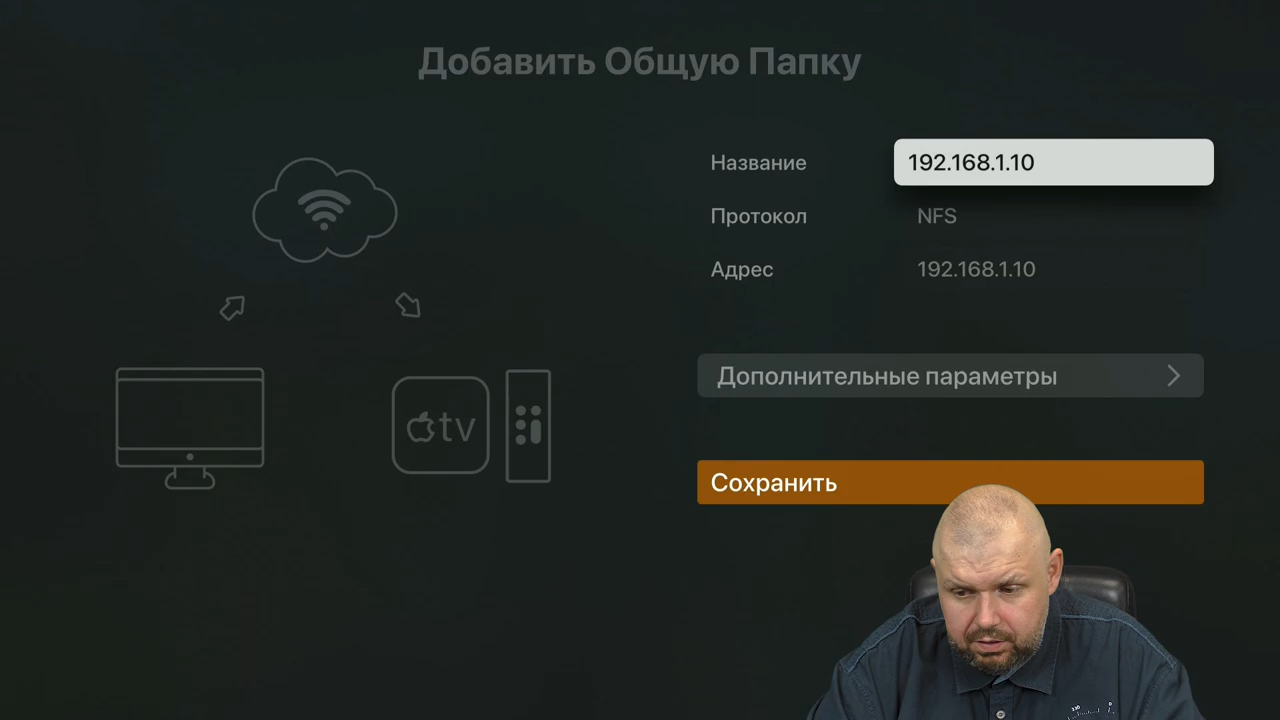 Добавить Общую Папку
Название 192.168.1.10
Протокол NFS
Адрес 192.168.1.10
Дополнительные параметры
tv
Сохранить